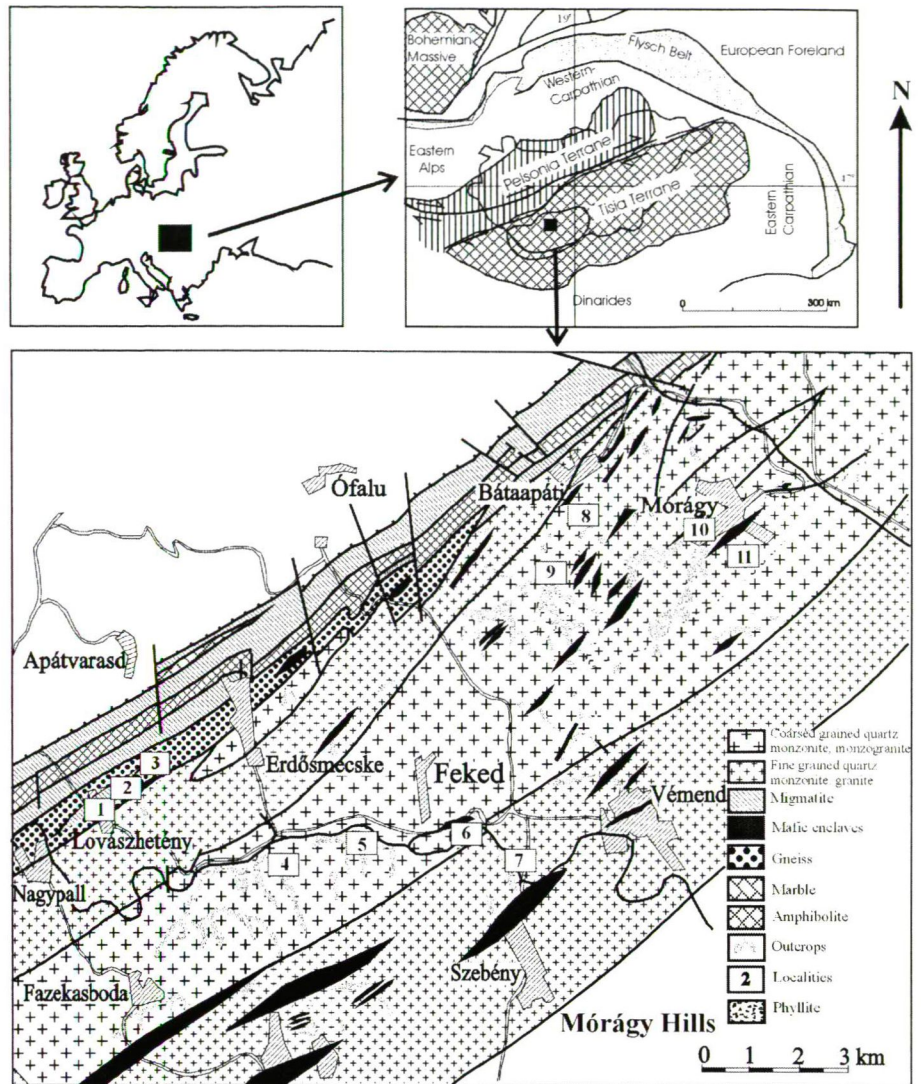 19°
Bohemian
Massive
Flysch Belt
European Foreland
Western-
Carpathian
N
Eastern
Alps
Pelsonia Terrane
17°
Tisia Terrane
Eastern
Carpathian
Dinarides
0 300 km
Ófalu
Bátaapáti
8
Mórágy
10
9
11
Apátvarasd
3
2
1
Erdősmecske
Feked
Vémend
Lovászhetény
6
5
4
7
Nagypall
Szebény
Fazekasboda
Coarsed grained quartz
monzonite, monzogranite
Fine grained quartz
monzonite granite
Migmatite
Mafic enclaves
Gneiss
Marble
Amphibolite
Outcrops
2 Localities
Phyllite
Mórágy Hills
0 1 2 3 km